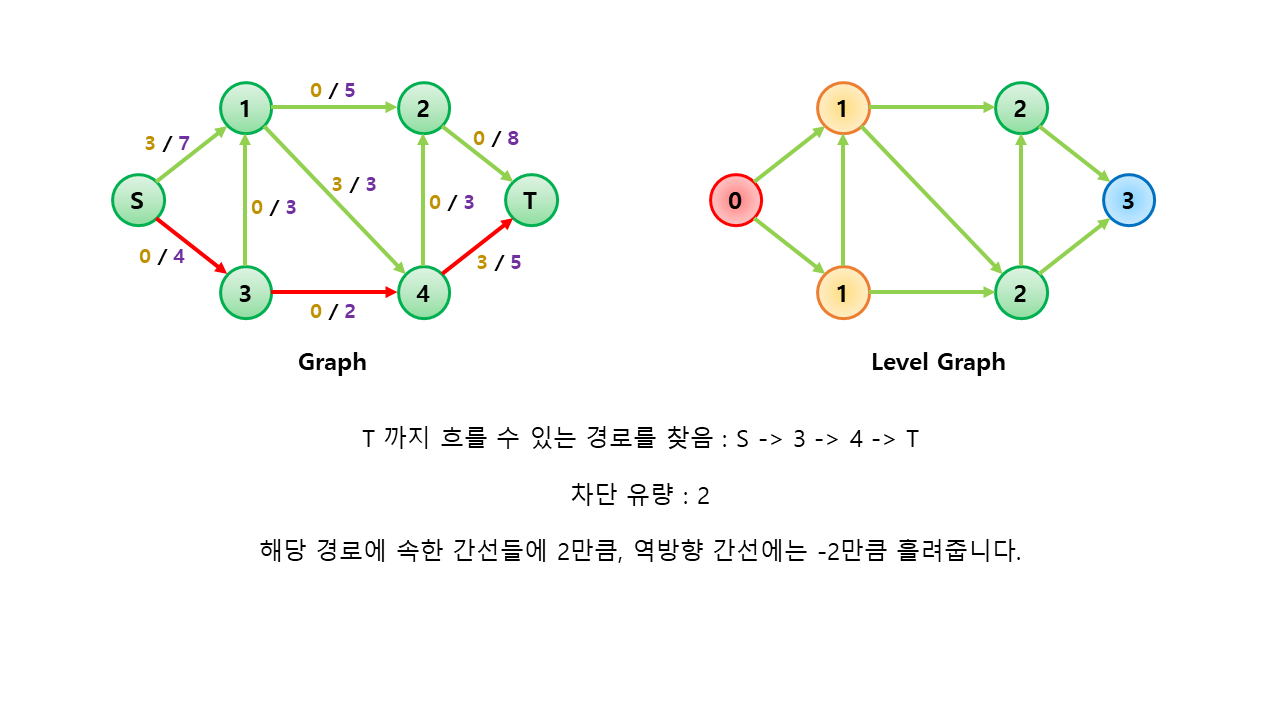 0 / 5
1
2
3 / 7
0 / 8
3 / 3
S
0 / 3
0 / 3
T
0 / 4
3 / 5
3
4
0 / 2
Graph
1
2
0
3
1
2
Level Graph
T 까지 흐를 수 있는 경로를 찾음 : S -> 3 -> 4 -> T
차단 유량 : 2
해당 경로에 속한 간선들에 2만큼, 역방향 간선에는 -2만큼 흘려줍니다.